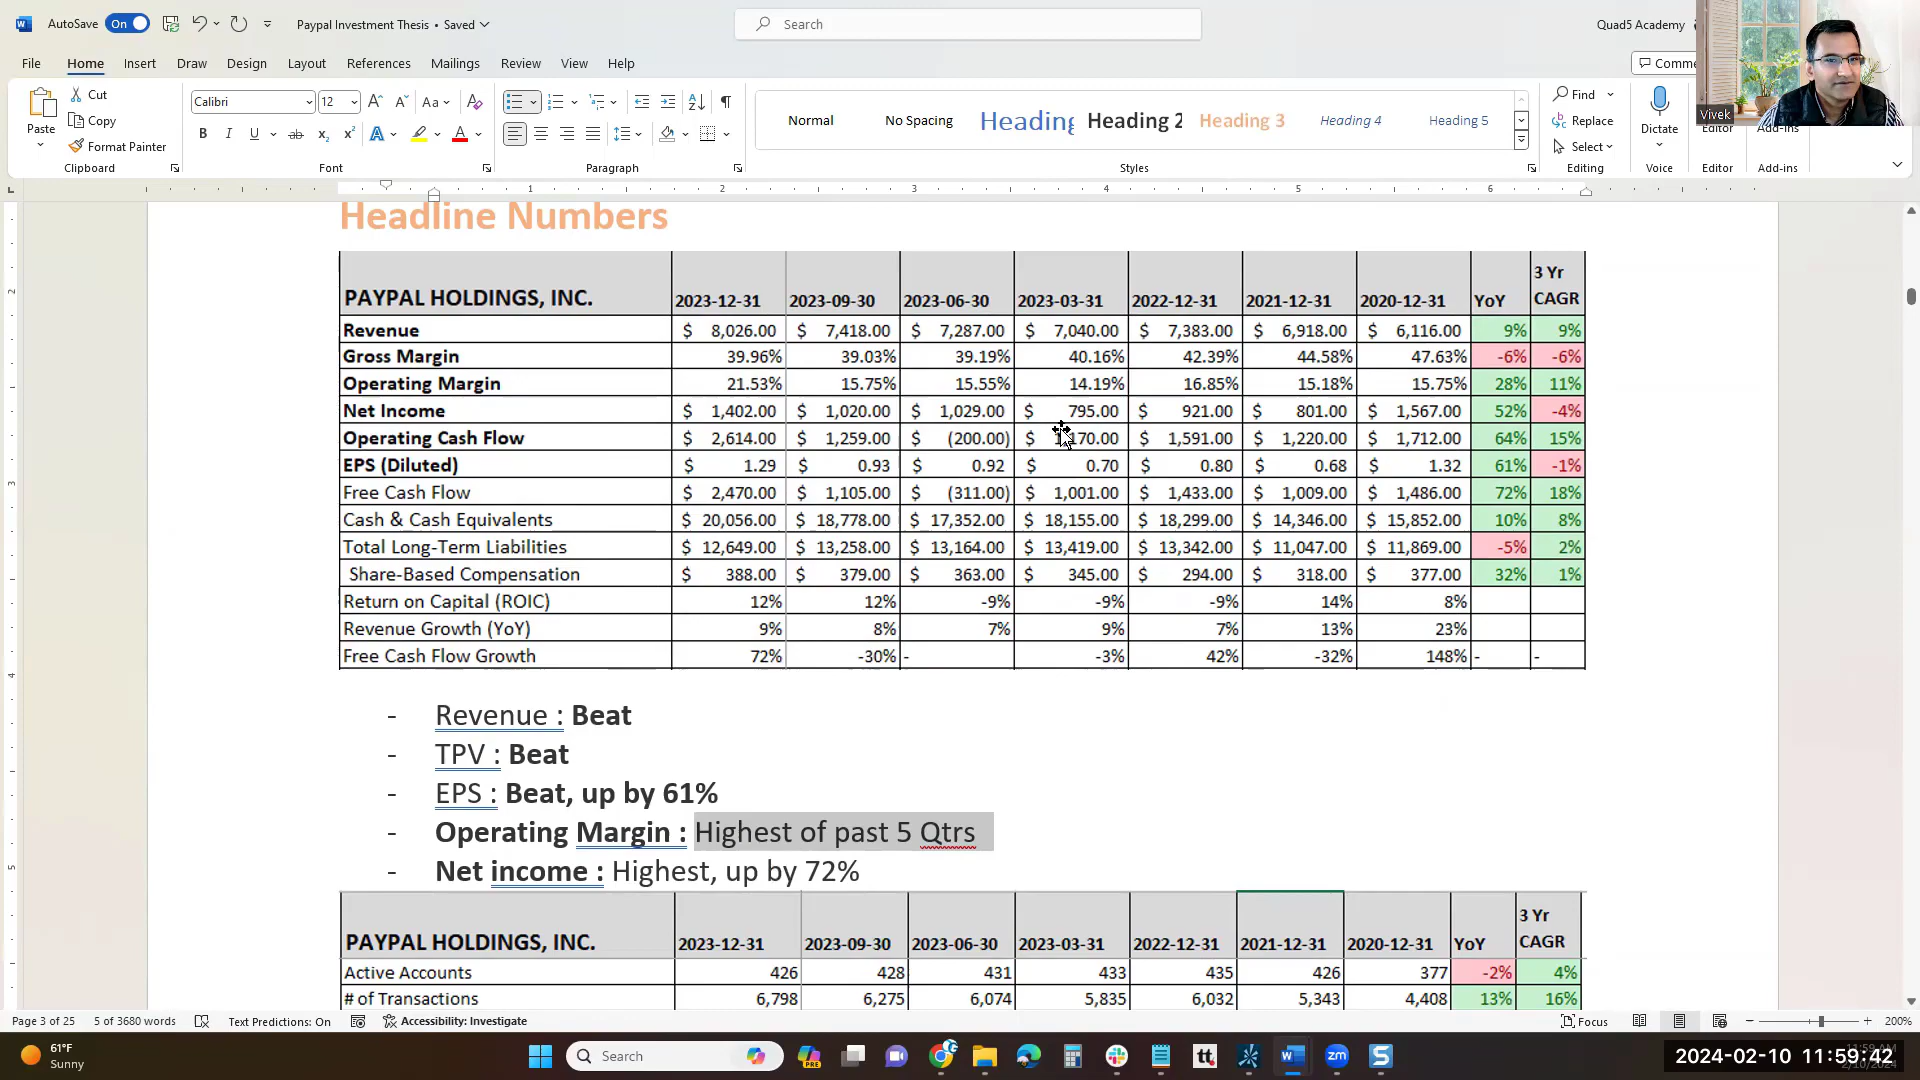 AutoSave On Paypal Investment Thesis • Saved Search Quad5 Academy
File Home Insert Draw Design Layout References Mailings Review View Help
Cut Copy Format Painter Paste Clipboard
Calibri 12 Font
Paragraph
Normal No Spacing Heading Heading 2 Heading 3 Heading 4 Heading 5 Styles
Find Replace Select Editing
Dictate Voice Editor Editor Add-ins Add-ins
Vivek
Headline Numbers
PAYPAL HOLDINGS, INC. 2023-12-31 2023-09-30 2023-06-30 2023-03-31 2022-12-31 2021-12-31 2020-12-31 YoY 3 Yr CAGR
Revenue $ 8,026.00 $ 7,418.00 $ 7,287.00 $ 7,040.00 $ 7,383.00 $ 6,918.00 $ 6,116.00 9% 9%
Gross Margin 39.96% 39.03% 39.19% 40.16% 42.39% 44.58% 47.63% -6% -6%
Operating Margin 21.53% 15.75% 15.55% 14.19% 16.85% 15.18% 15.75% 28% 11%
Net Income $ 1,402.00 $ 1,020.00 $ 1,029.00 $ 795.00 $ 921.00 $ 801.00 $ 1,567.00 52% -4%
Operating Cash Flow $ 2,614.00 $ 1,259.00 $ (200.00) $ $ 1,591.00 $ 1,220.00 $ 1,712.00 64% 15%
EPS (Diluted) $ 1.29 $ 0.93 $ 0.92 $ 0.70 $ 0.80 $ 0.68 $ 1.32 61% -1%
Free Cash Flow $ 2,470.00 $ 1,105.00 $ (311.00) $ 1,001.00 $ 1,433.00 $ 1,009.00 $ 1,486.00 72% 18%
Cash & Cash Equivalents $ 20,056.00 $ 18,778.00 $ 17,352.00 $ 18,155.00 $ 18,299.00 $ 14,346.00 $ 15,852.00 10% 8%
Total Long-Term Liabilities $ 12,649.00 $ 13,258.00 $ 13,164.00 $ 13,419.00 $ 13,342.00 $ 11,047.00 $ 11,869.00 -5% 2%
Share-Based Compensation $ 388.00 $ 379.00 $ 363.00 $ 345.00 $ 294.00 $ 318.00 $ 377.00 32% 1%
Return on Capital (ROIC) 12% 12% -9% -9% -9% 14% 8%
Revenue Growth (YoY) 9% 8% 7% 9% 7% 13% 23%
Free Cash Flow Growth 72% -30% - -3% 42% -32% 148% - -
- Revenue : Beat
- TPV : Beat
- EPS : Beat, up by 61%
- Operating Margin : Highest of past 5 Qtrs
- Net income : Highest, up by 72%
PAYPAL HOLDINGS, INC. 2023-12-31 2023-09-30 2023-06-30 2023-03-31 2022-12-31 2021-12-31 2020-12-31 YoY 3 Yr CAGR
Active Accounts 426 428 431 433 435 426 377 -2% 4%
# of Transactions 6,798 6,275 6,074 5,835 6,032 5,343 4,408 13% 16%
Page 3 of 25 5 of 3680 words Text Predictions: On Accessibility: Investigate Focus 200%
61°F
Sunny
Search
2024-02-10 11:59:42